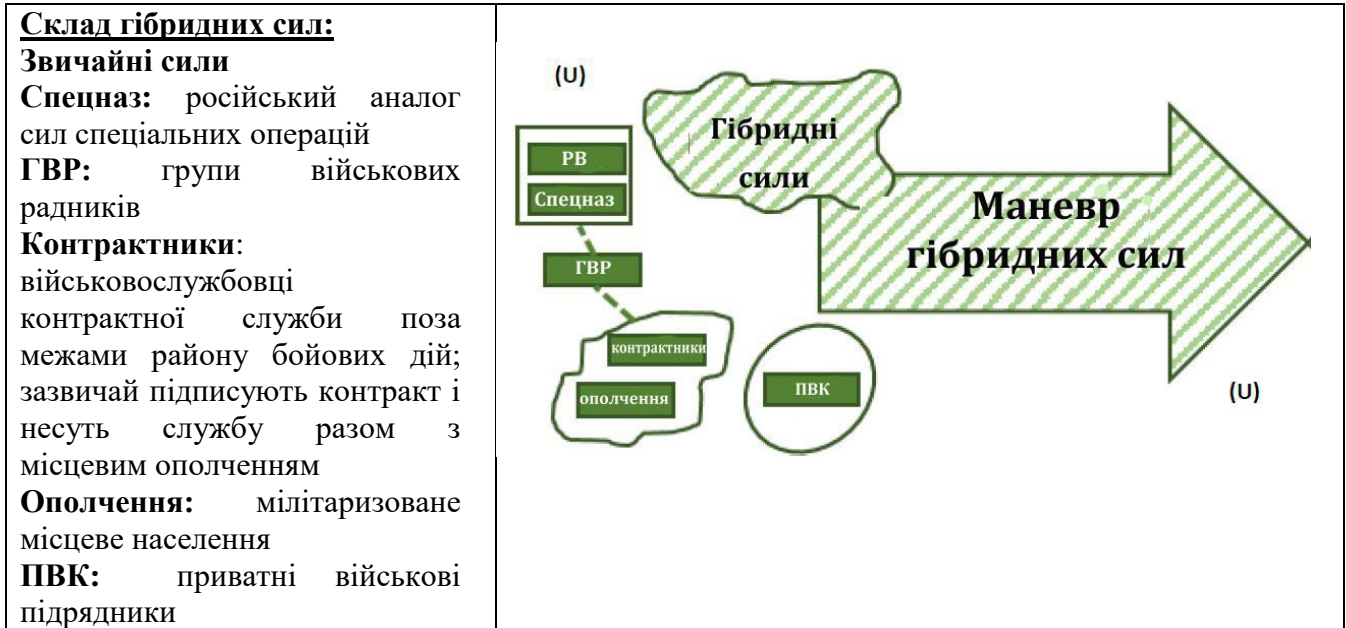 Склад гібридних сил:
Звичайні сили
Спецназ: російський аналог
сил спеціальних операцій
ГВР: групи військових
радників
Контрактники:
військовослужбовці
контрактної служби поза
межами району бойових дій;
зазвичай підписують контракт і
несуть службу разом з
місцевим ополченням
Ополчення: мілітаризоване
місцеве населення
ПВК: приватні військові
підрядники
(U)
Гібридні
сили
РВ
Спецназ
ГВР
контрактники
ополчення
ПВК
Маневр
гібридних сил
(U)